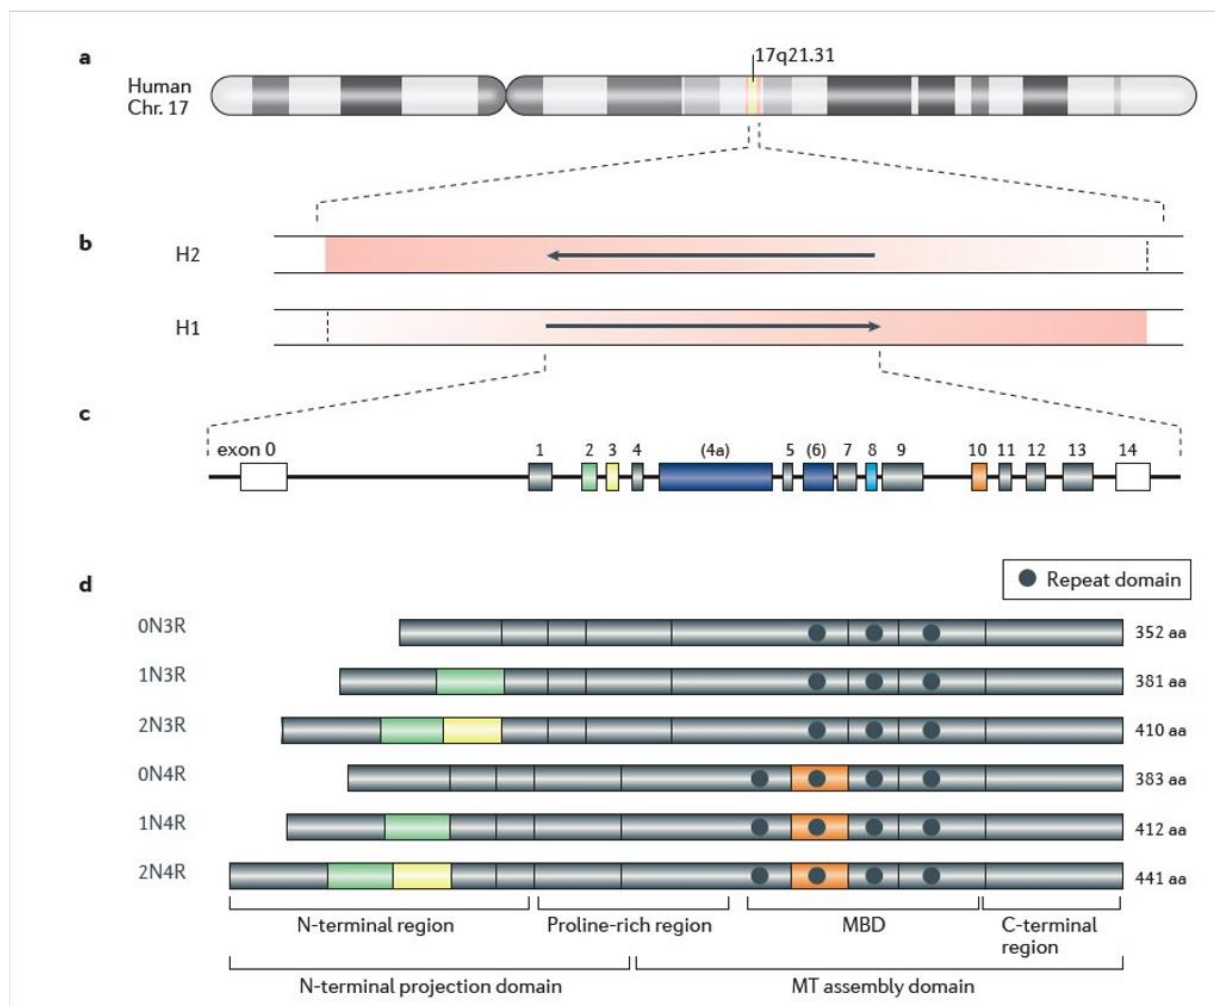 a
17q21.31
Human
Chr. 17
b
H2
H1
c
exon 0 1 2 3 4 (4a) 5 (6) 7 8 9 10 11 12 13 14
d
Repeat domain
0N3R 352 aa
1N3R 381 aa
2N3R 410 aa
0N4R 383 aa
1N4R 412 aa
2N4R 441 aa
N-terminal region Proline-rich region MBD C-terminal
region
N-terminal projection domain MT assembly domain